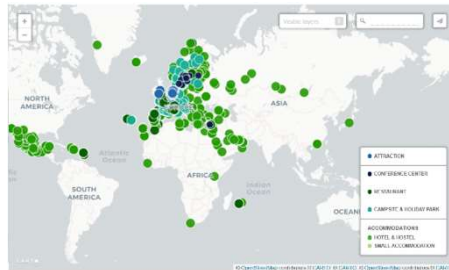 +
−
NORTH
AMERICA
ASIA
Atlantic
Ocean
AFRICA
Indian
Ocean
SOUTH
AMERICA
OCEANI
ATTRACTION
CONFERENCE CENTER
RESTAURANT
CAMPSITE & HOLIDAY PARK
ACCOMMODATIONS
HOTEL & HOSTEL
SMALL ACCOMMODATION